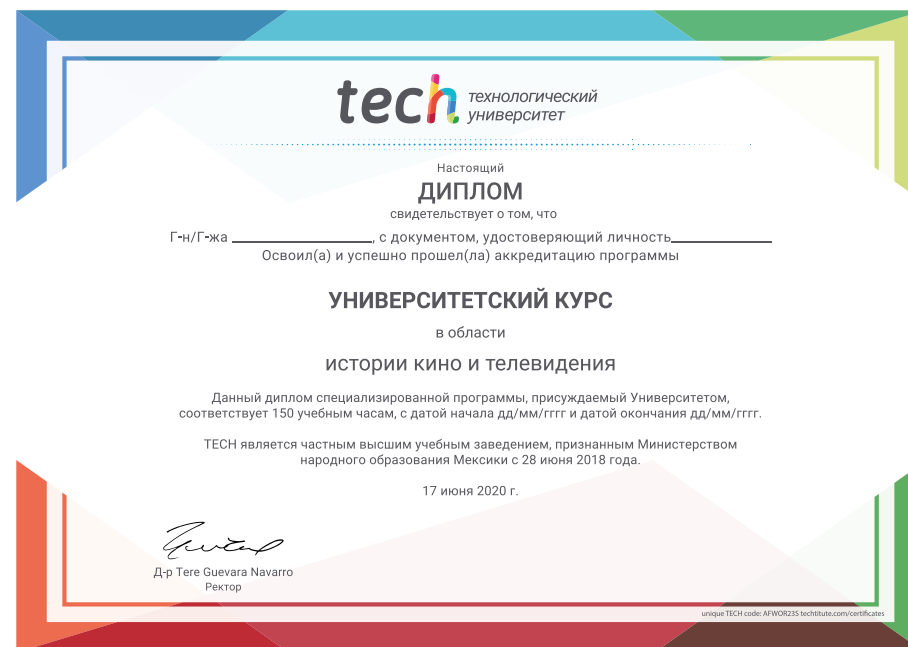 tech технологический
университет
Настоящий
ДИПЛОМ
свидетельствует о том, что
Г-н/Г-жа ____________________, с документом, удостоверяющий личность______________
Освоил(а) и успешно прошел(ла) аккредитацию программы
УНИВЕРСИТЕТСКИЙ КУРС
в области
истории кино и телевидения
Данный диплом специализированной программы, присуждаемый Университетом,
соответствует 150 учебным часам, с датой начала дд/мм/гггг и датой окончания дд/мм/гггг.
TECH является частным высшим учебным заведением, признанным Министерством
народного образования Мексики с 28 июня 2018 года.
17 июня 2020 г.
Д-р Tere Guevara Navarro
Ректор
unique TECH code: AFWOR23S techtitute.com/certificates